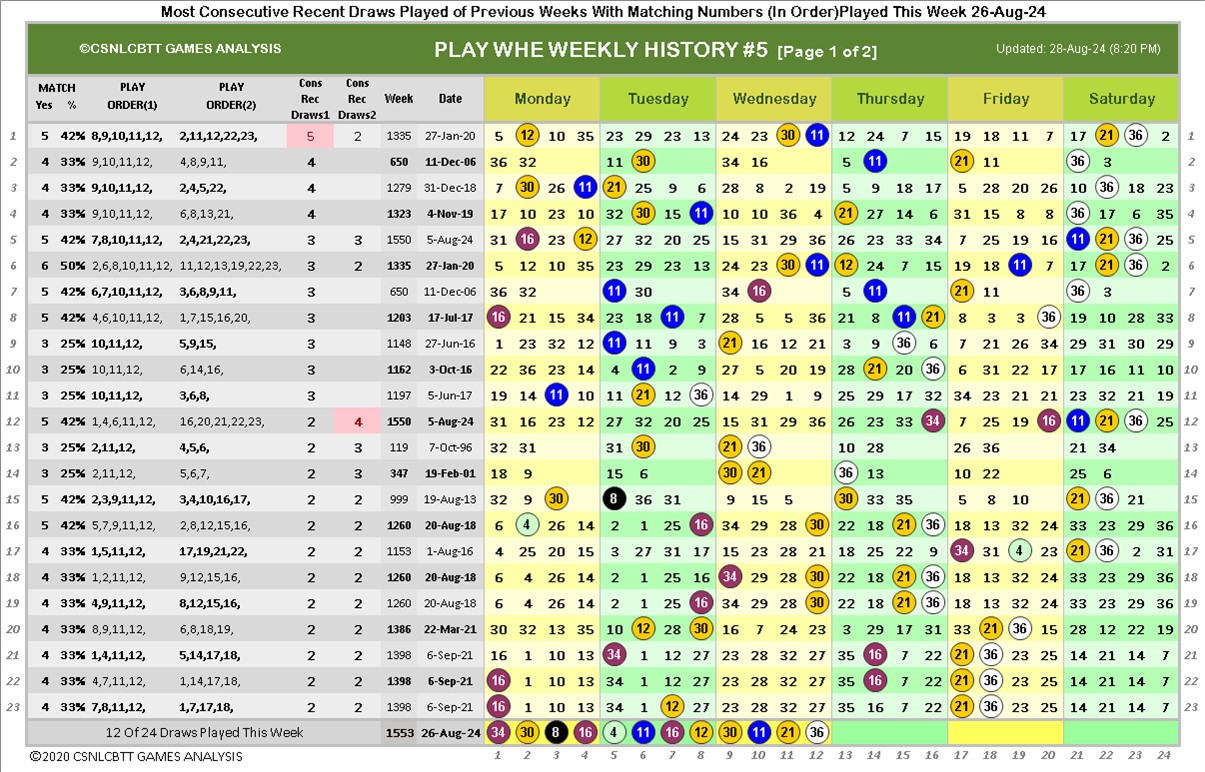 Most Consecutive Recent Draws Played of Previous Weeks With Matching Numbers (In Order)Played This Week 26-Aug-24
©CSNLCBTT GAMES ANALYSIS PLAY WHE WEEKLY HISTORY #5 [Page 1 of 2] Updated: 28-Aug-24 (8:20 PM)
MATCH Yes % PLAY ORDER(1) PLAY ORDER(2) Cons Rec Draws1 Cons Rec Draws2 Week Date Monday Tuesday Wednesday Thursday Friday Saturday
1 5 42% 8,9,10,11,12, 2,11,12,22,23, 5 2 1335 27-Jan-20 5 12 10 35 23 29 23 13 24 23 30 11 12 24 7 15 19 18 11 7 17 21 36 2 1
2 4 33% 9,10,11,12, 4,8,9,11, 4 650 11-Dec-06 36 32 11 30 34 16 5 11 21 11 36 3 2
3 4 33% 9,10,11,12, 2,4,5,22, 4 1279 31-Dec-18 7 30 26 11 21 25 9 6 28 8 2 19 5 9 18 17 5 28 20 26 10 36 18 23 3
4 4 33% 9,10,11,12, 6,8,13,21, 4 1323 4-Nov-19 17 10 23 10 32 30 15 11 10 10 36 4 21 27 14 6 31 15 8 8 36 17 6 35 4
5 5 42% 7,8,10,11,12, 2,4,21,22,23, 3 3 1550 5-Aug-24 31 16 23 12 27 32 20 25 15 31 29 36 26 23 33 34 7 25 19 16 11 21 36 25 5
6 6 50% 2,6,9,10,11,12, 11,12,13,19,22,23, 3 2 1335 27-Jan-20 5 12 10 35 23 29 23 13 24 23 30 11 12 24 7 15 19 18 11 7 17 21 36 2 6
7 5 42% 6,7,10,11,12, 3,6,8,9,11, 3 650 11-Dec-06 36 32 11 30 34 16 5 11 21 11 36 3 7
8 5 42% 4,6,10,11,12, 1,7,15,16,20, 3 1203 17-Jul-17 16 21 15 34 23 18 11 7 28 5 5 36 21 8 11 21 8 3 3 36 19 10 28 33 8
9 3 25% 10,11,12, 5,9,15, 3 1148 27-Jun-16 1 23 32 12 11 11 9 3 21 16 12 21 3 9 36 6 7 21 26 34 29 31 30 29 9
10 3 25% 10,11,12, 6,14,16, 3 1162 3-Oct-16 22 36 23 14 4 11 2 9 27 5 20 19 28 21 20 36 6 31 22 17 17 16 11 10 10
11 3 25% 10,11,12, 3,6,8, 3 1197 5-Jun-17 19 14 11 10 11 21 12 36 14 29 1 9 25 29 17 32 34 23 21 21 23 32 21 19 11
12 5 42% 1,4,6,11,12, 16,20,21,22,23, 2 4 1550 5-Aug-24 31 16 23 12 27 32 20 25 15 31 29 36 26 23 33 34 7 25 19 16 11 21 36 25 12
13 3 25% 2,11,12, 4,5,6, 2 3 119 7-Oct-96 32 31 31 30 21 36 10 28 26 36 21 34 13
14 3 25% 2,11,12, 5,6,7, 2 3 347 19-Feb-01 18 9 15 6 30 21 36 13 10 22 25 6 14
15 5 42% 2,3,9,11,12, 3,4,10,16,17, 2 2 999 19-Aug-13 32 9 30 8 36 31 9 15 5 30 33 35 5 8 10 21 36 21 15
16 5 42% 5,7,9,11,12, 2,8,12,15,16, 2 2 1260 20-Aug-18 6 4 26 14 2 1 25 16 34 29 28 30 22 18 21 36 18 13 32 24 33 23 29 36 16
17 4 33% 1,5,11,12, 17,19,21,22, 2 2 1153 1-Aug-16 4 25 20 15 3 27 31 17 15 23 28 21 18 25 22 9 34 31 4 23 21 36 2 31 17
18 4 33% 1,2,11,12, 9,12,15,16, 2 2 1260 20-Aug-18 6 4 26 14 2 1 25 16 34 29 28 30 22 18 21 36 18 13 32 24 33 23 29 36 18
19 4 33% 4,9,11,12, 8,12,15,16, 2 2 1260 20-Aug-18 6 4 26 14 2 1 25 16 34 29 28 30 22 18 21 36 18 13 32 24 33 23 29 36 19
20 4 33% 8,9,11,12, 6,8,18,19, 2 2 1386 22-Mar-21 30 32 13 35 10 12 28 30 16 7 24 23 3 29 17 31 33 21 36 15 28 12 22 19 20
21 4 33% 1,4,11,12, 5,14,17,18, 2 2 1398 6-Sep-21 16 1 10 13 34 1 12 27 23 28 32 27 35 16 7 22 21 36 23 25 14 21 14 7 21
22 4 33% 4,7,11,12, 1,14,17,18, 2 2 1398 6-Sep-21 16 1 10 13 34 1 12 27 23 28 32 27 35 16 7 22 21 36 23 25 14 21 14 7 22
23 4 33% 7,8,11,12, 1,7,17,18, 2 2 1398 6-Sep-21 16 1 10 13 34 1 12 27 23 28 32 27 35 16 7 22 21 36 23 25 14 21 14 7 23
12 Of 24 Draws Played This Week 1553 26-Aug-24 34 30 8 16 4 11 16 12 30 11 21 36
©2020 CSNLCBTT GAMES ANALYSIS 1 2 3 4 5 6 7 8 9 10 11 12 13 14 15 16 17 18 19 20 21 22 23 24